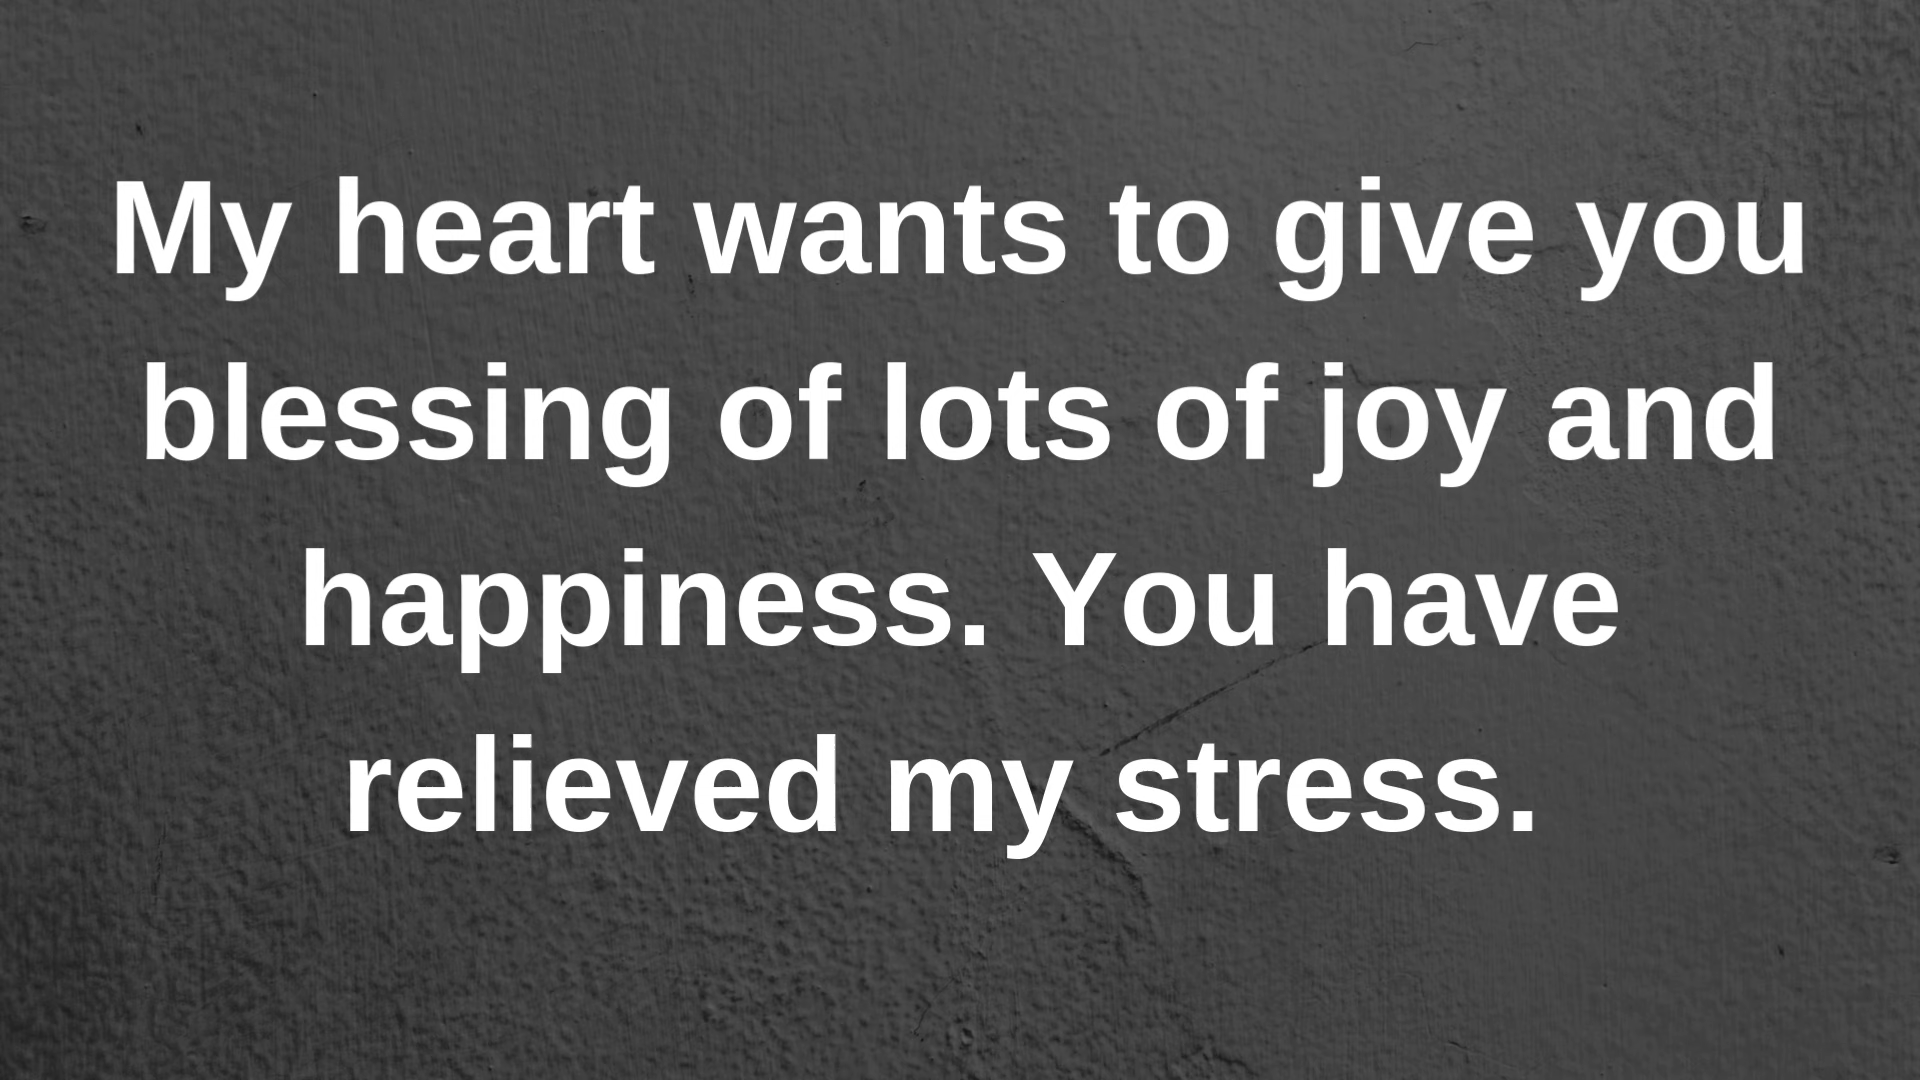 My heart wants to give you
blessing of lots of joy and
happiness. You have
relieved my stress.